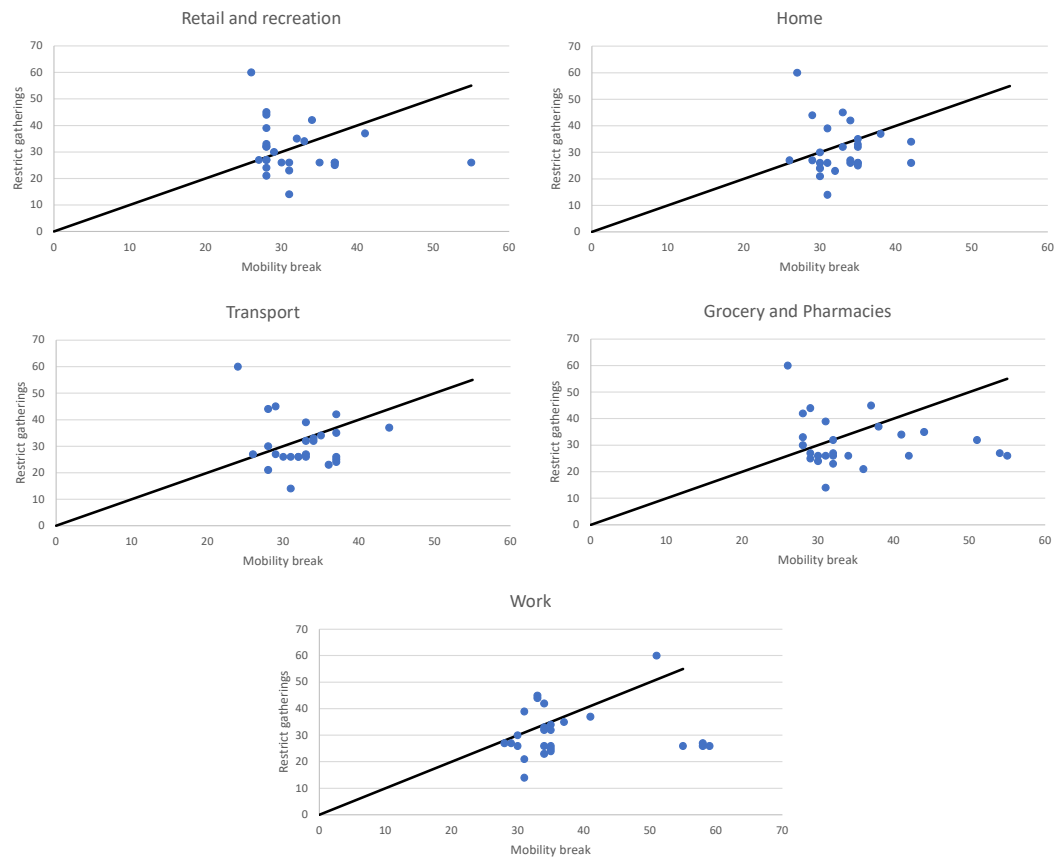 Retail and recreation
Restrict gatherings
70
60
50
40
30
20
10
0
0 10 20 30 40 50 60
Mobility break
Home
Restrict gatherings
70
60
50
40
30
20
10
0
0 10 20 30 40 50 60
Mobility break
Transport
Restrict gatherings
70
60
50
40
30
20
10
0
0 10 20 30 40 50 60
Mobility break
Grocery and Pharmacies
Restrict gatherings
70
60
50
40
30
20
10
0
0 10 20 30 40 50 60
Mobility break
Work
Restrict gatherings
70
60
50
40
30
20
10
0
0 10 20 30 40 50 60 70
Mobility break